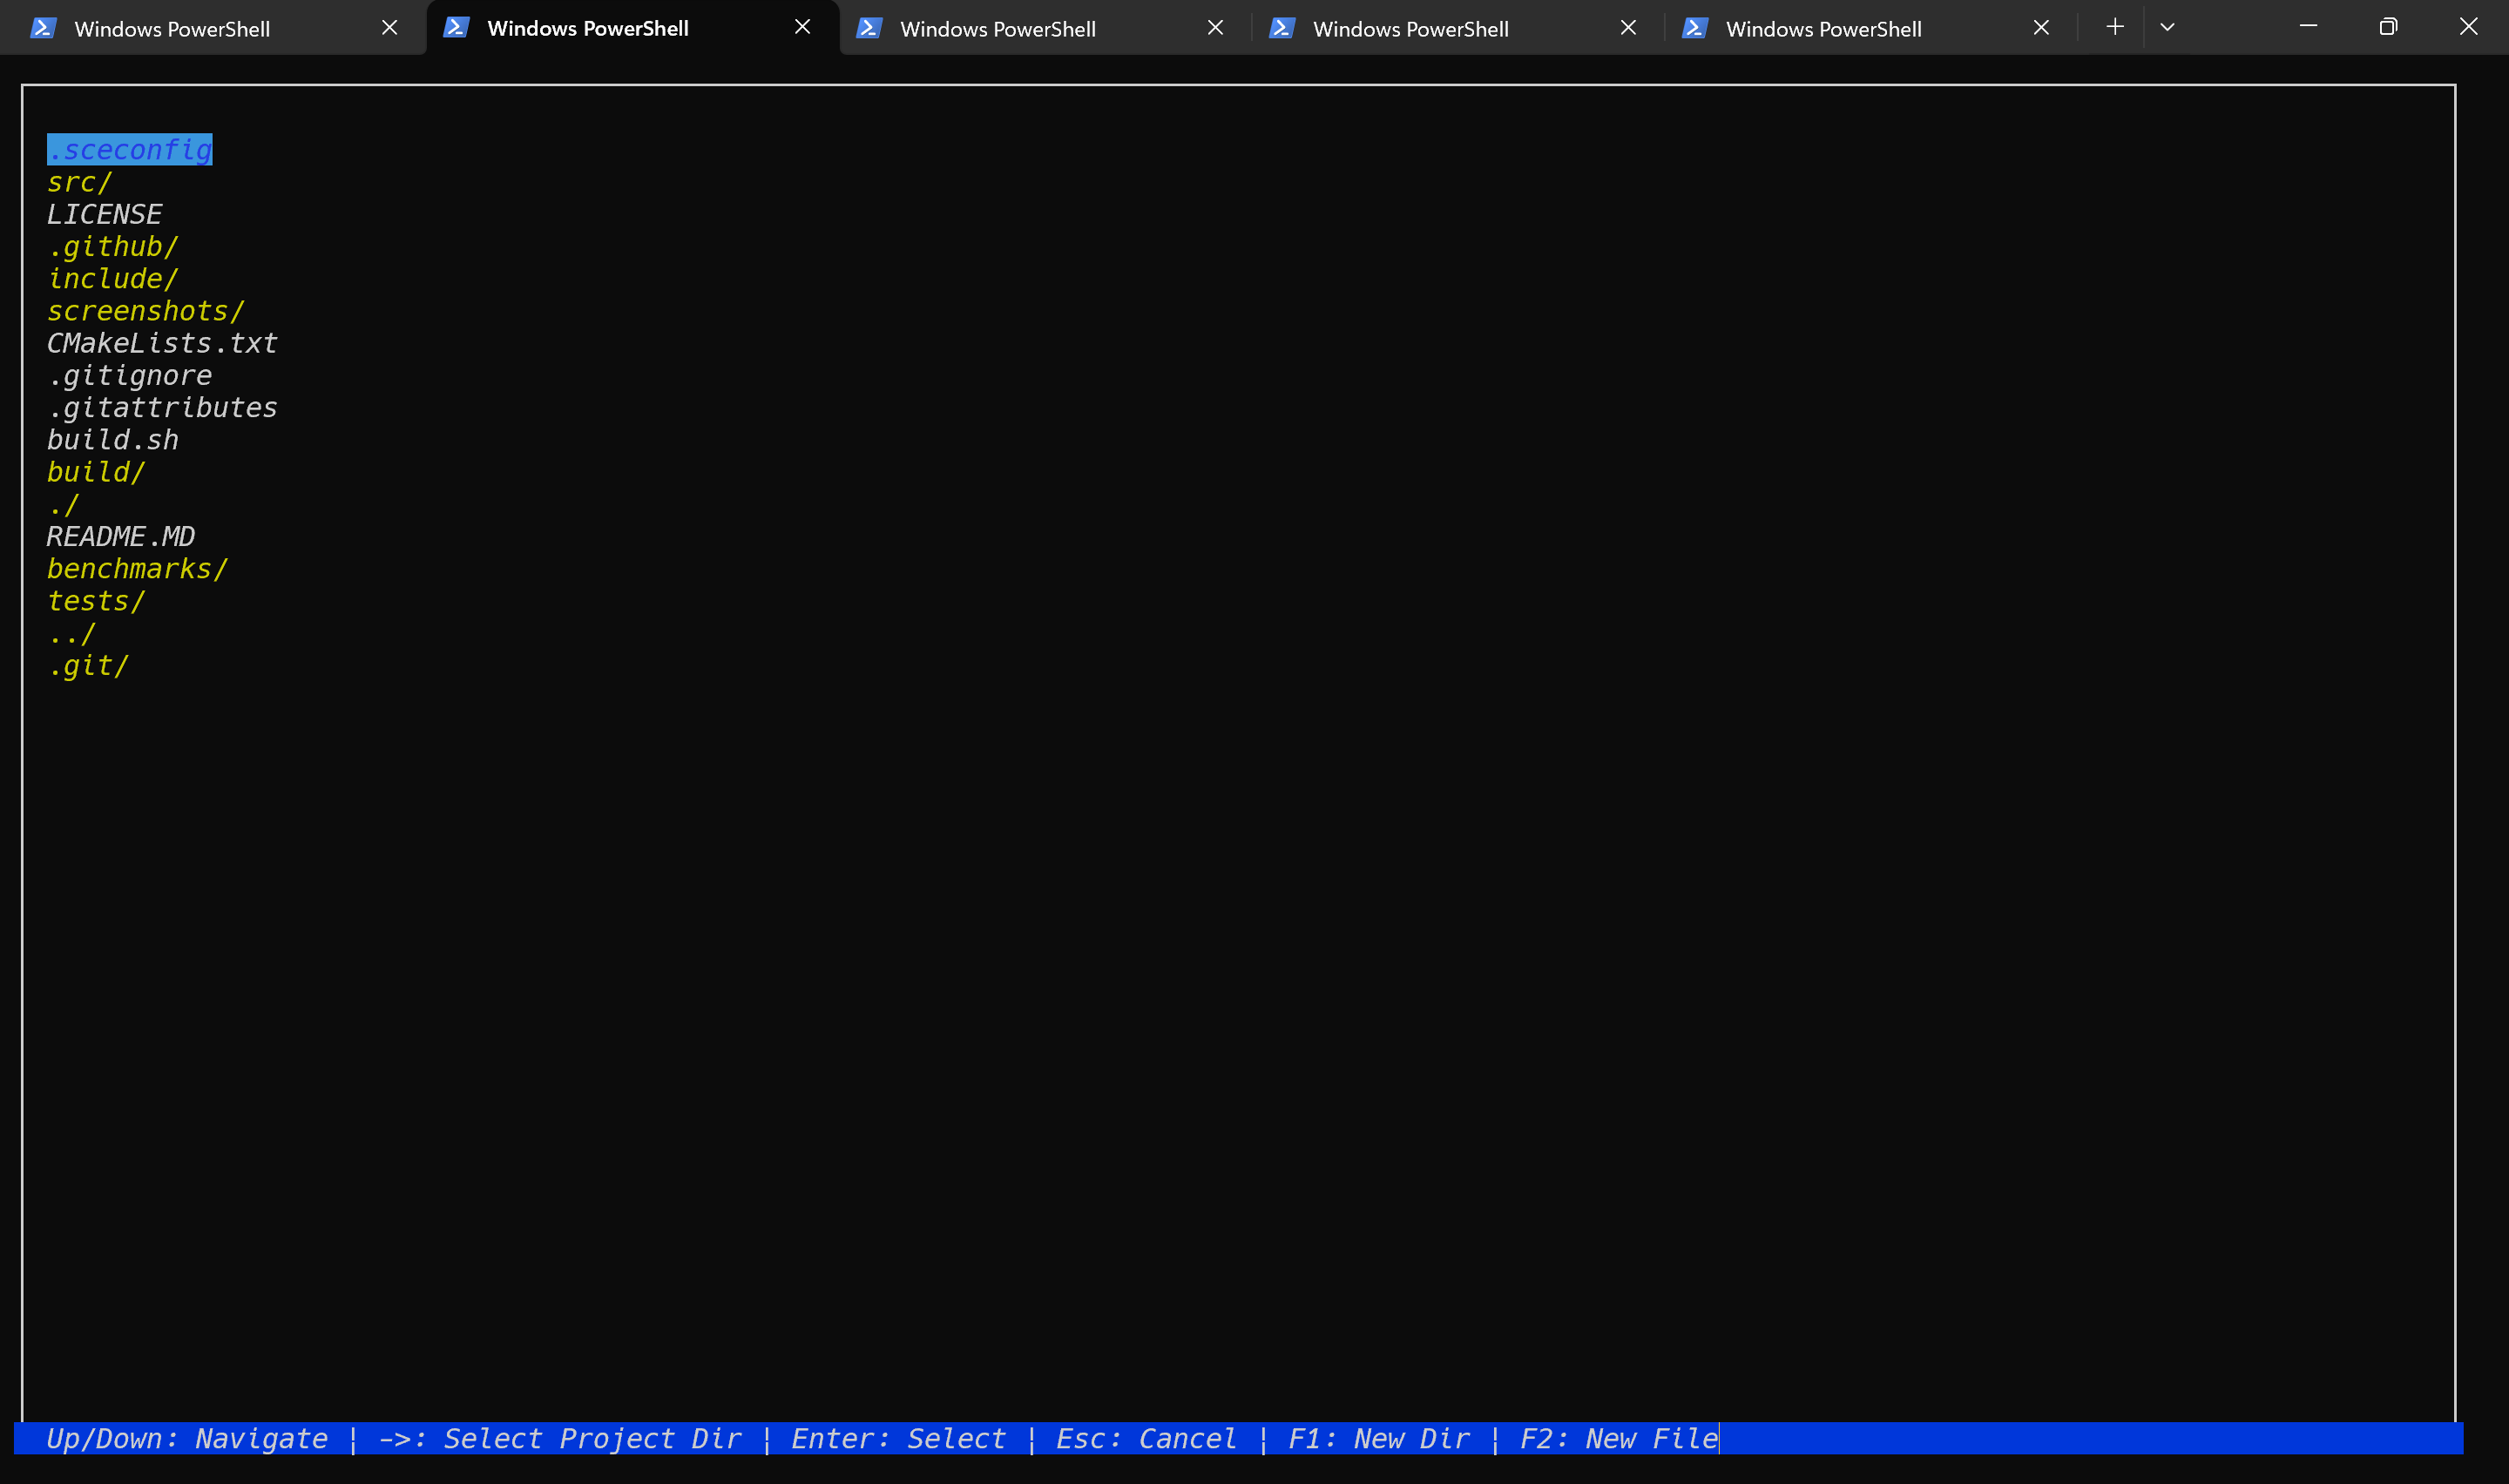 Windows PowerShell Windows PowerShell Windows PowerShell Windows PowerShell Windows PowerShell
.sceconfig
src/
LICENSE
.github/
include/
screenshots/
CMakeLists.txt
.gitignore
.gitattributes
build.sh
build/
./
README.MD
benchmarks/
tests/
../
.git/
Up/Down: Navigate | ->: Select Project Dir | Enter: Select | Esc: Cancel | F1: New Dir | F2: New File